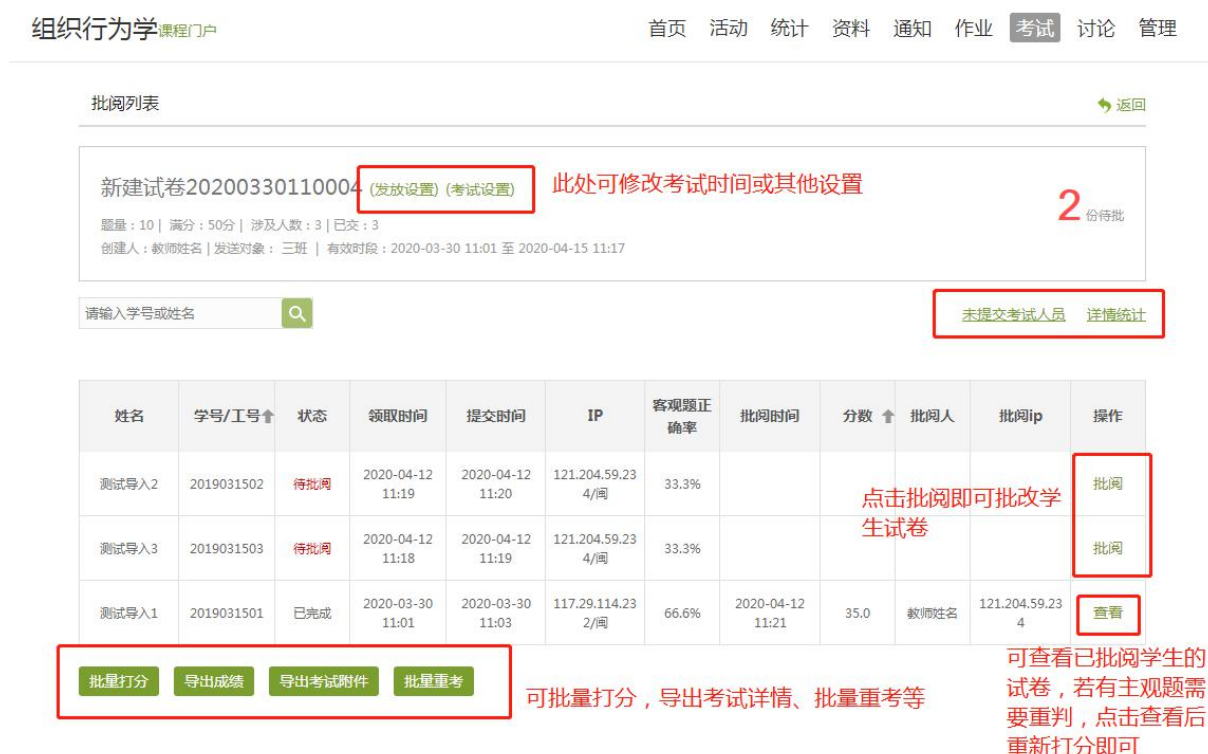 组织行为学课程门户 首页 活动 统计 资料 通知 作业 考试 讨论 管理
批阅列表 返回
新建试卷20200330110004 (发放设置) (考试设置) 此处可修改考试时间或其他设置
题量：10 | 满分：50分 | 涉及人数：3 | 已交：3
2 份待批
创建人：教师姓名 | 发送对象： 三班 | 有效时段：2020-03-30 11:01 至 2020-04-15 11:17
请输入学号或姓名 未提交考试人员 详情统计
姓名 学号/工号 状态 领取时间 提交时间 IP 客观题正确率 批阅时间 分数 批阅人 批阅ip 操作
测试导入2 2019031502 待批阅 2020-04-12 11:19 2020-04-12 11:20 121.204.59.234/闽 33.3% 批阅
点击批阅即可批改学
生试卷
测试导入3 2019031503 待批阅 2020-04-12 11:18 2020-04-12 11:19 121.204.59.234/闽 33.3% 批阅
测试导入1 2019031501 已完成 2020-03-30 11:01 2020-03-30 11:03 117.29.114.232/闽 66.6% 2020-04-12 11:21 35.0 教师姓名 121.204.59.234 查看
批量打分 导出成绩 导出考试附件 批量重考
可批量打分，导出考试详情、批量重考等
可查看已批阅学生的
试卷，若有主观题需
要重判，点击查看后
重新打分即可